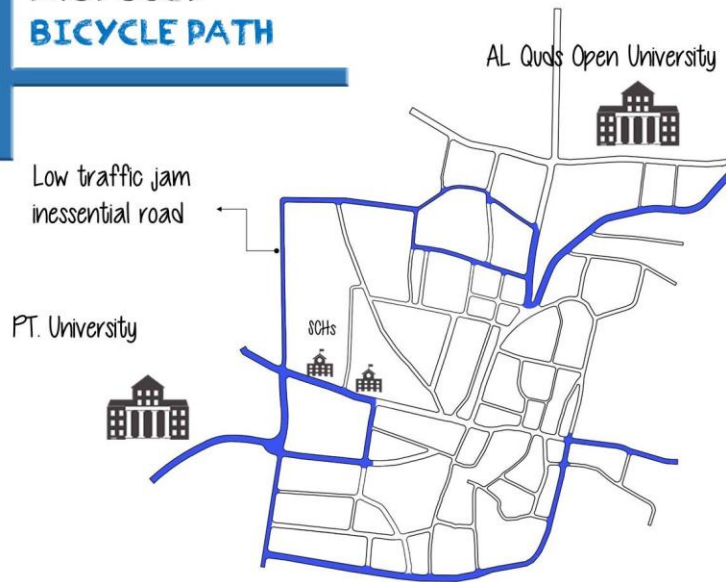 BICYCLE PATH
AL Quds Open University
Low traffic jam
inessential road
PT. University
SCHs